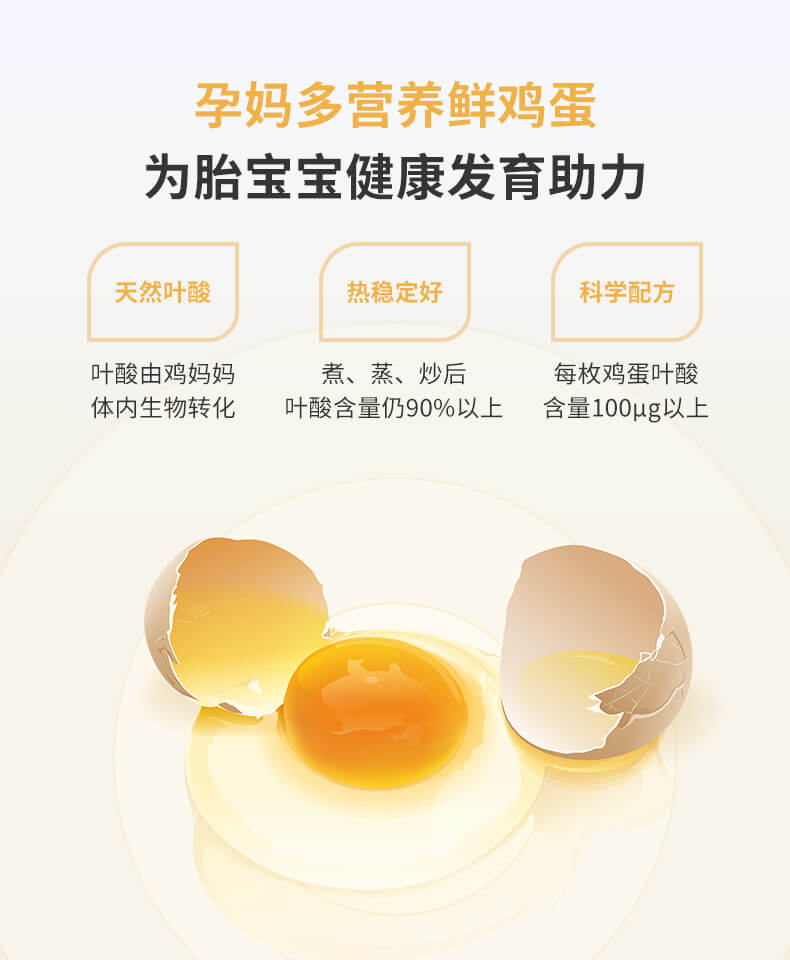 孕妈多营养鲜鸡蛋
为胎宝宝健康发育助力
天然叶酸
热稳定好
科学配方
叶酸由鸡妈妈
体内生物转化
煮、蒸、炒后
叶酸含量仍90%以上
每枚鸡蛋叶酸
含量100μg以上